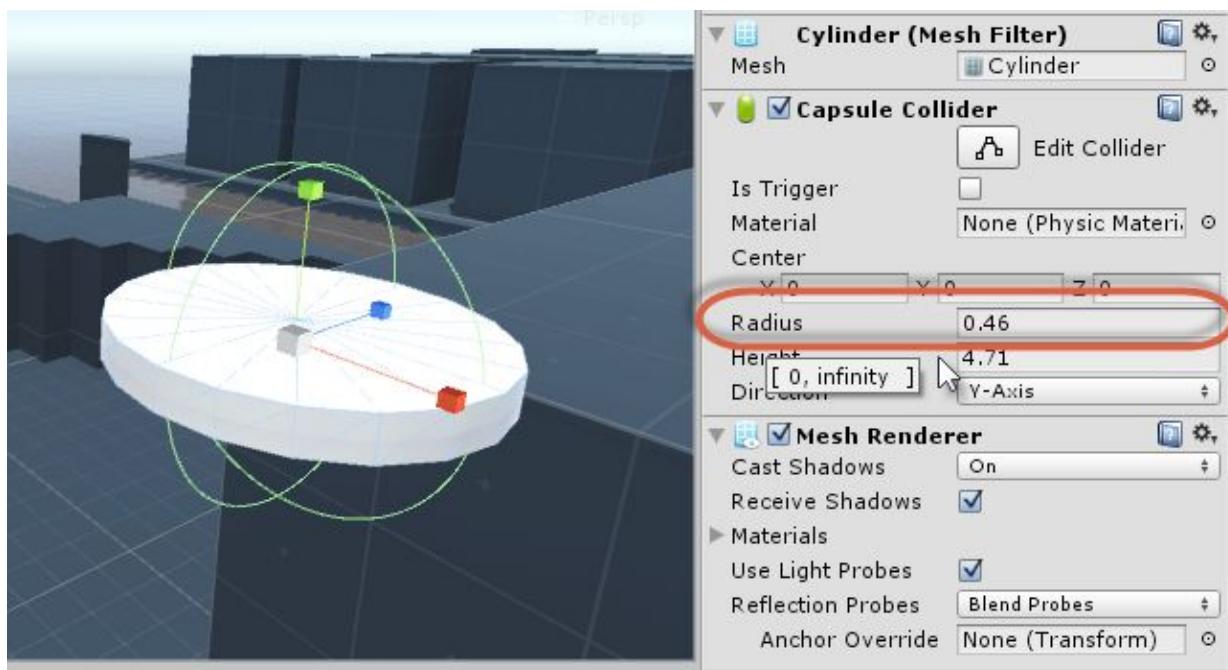 Persp
Cylinder (Mesh Filter)
Mesh Cylinder
Capsule Collider
Edit Collider
Is Trigger
Material None (Physic Materi
Center
X 0 Y 0 Z 0
Radius 0.46
Height 4.71
[ 0, infinity ]
Direction Y-Axis
Mesh Renderer
Cast Shadows On
Receive Shadows
Materials
Use Light Probes
Reflection Probes Blend Probes
Anchor Override None (Transform)